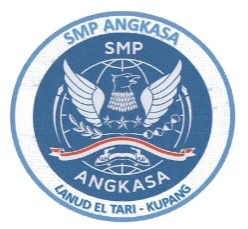 SMP ANGKASA
SMP
ANGKASA
LANUD EL TARI - KUPANG